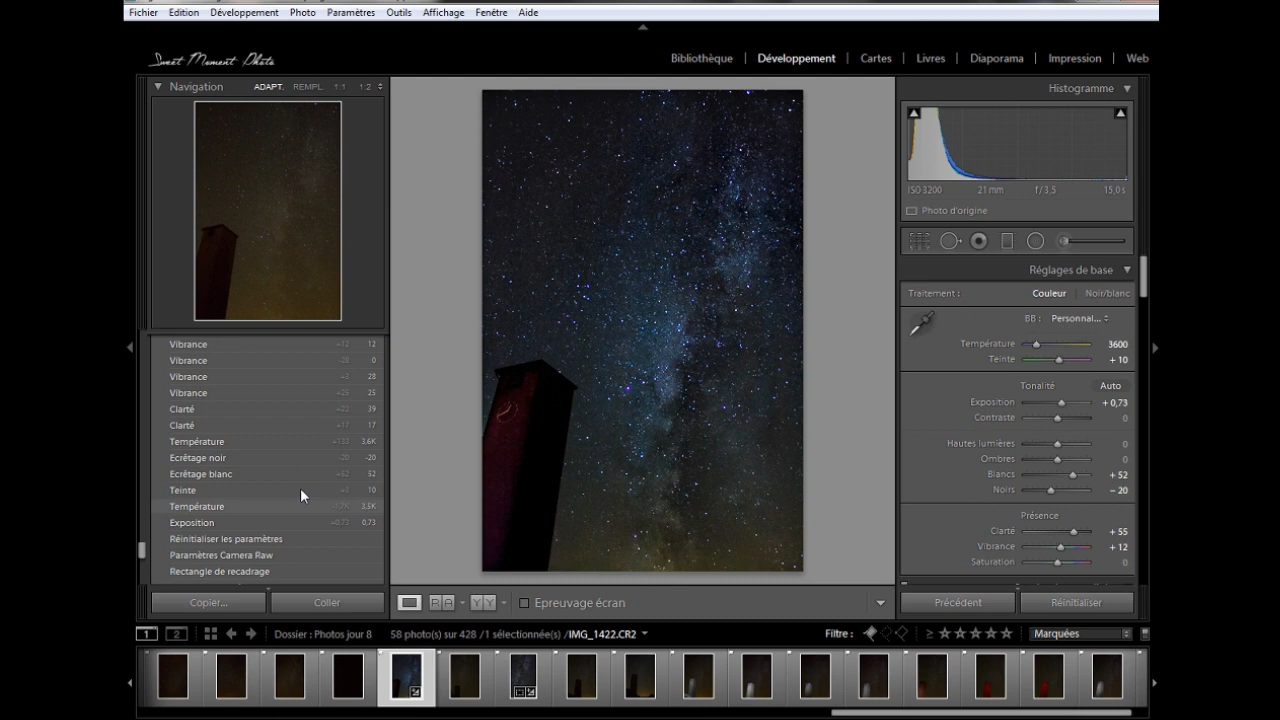 Fichier Edition Développement Photo Paramètres Outils Affichage Fenêtre Aide
Sweet Moment Photo
Bibliothèque | Développement | Cartes | Livres | Diaporama | Impression | Web
Navigation ADAPT. REMPL. 1:1 1:2
Histogramme
ISO 3200 21 mm f / 3,5 15,0 s
Photo d'origine
Réglages de base
Traitement : Couleur Noir/blanc
BB : Personnal...
Température 3600
Teinte + 10
Tonalité Auto
Exposition + 0,73
Contraste 0
Hautes lumières 0
Ombres 0
Blancs + 52
Noirs - 20
Présence
Clarté + 55
Vibrance + 12
Saturation 0
Vibrance 12
Vibrance 0
Vibrance 28
Vibrance +25 25
Clarté +22 39
Clarté +17 17
Température +133 3,6K
Ecrêtage noir -20 -20
Ecrêtage blanc +52 52
Teinte 10
Température 3,5K
Exposition +0,73 0,73
Réinitialiser les paramètres
Paramètres Camera Raw
Rectangle de recadrage
Copier... Coller
R A Y Y Epreuvage écran
Précédent Réinitialiser
1 2 Dossier : Photos jour 8 58 photo(s) sur 428 /1 sélectionnée(s) /IMG_1422.CR2 Filtre : ≥ Marquées